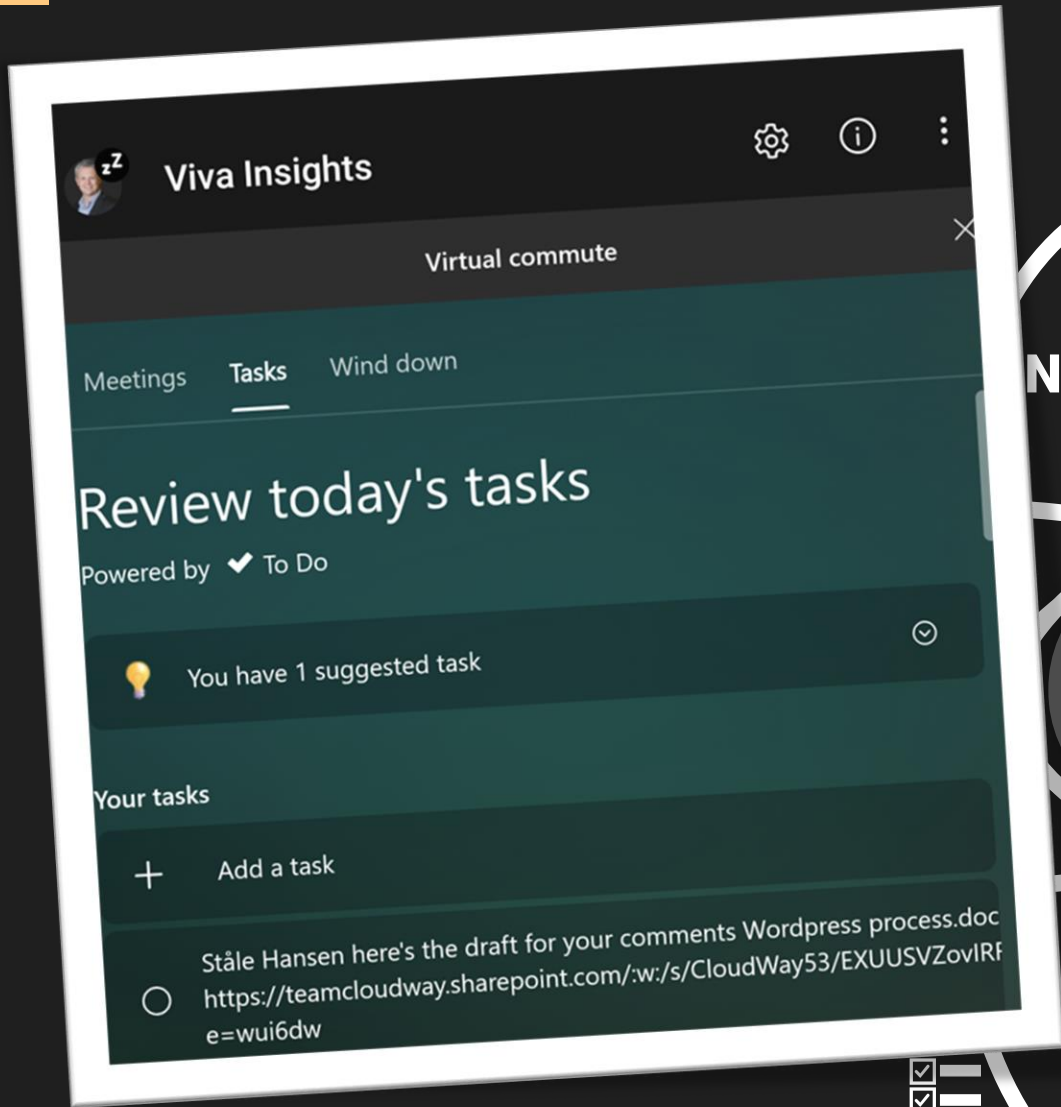 zZ
Viva Insights
Virtual commute
Meetings Tasks Wind down
Review today's tasks
Powered by To Do
You have 1 suggested task
Your tasks
Add a task
Ståle Hansen here's the draft for your comments Wordpress process.doc
https://teamcloudway.sharepoint.com/:w:/s/CloudWay53/EXUUSVZovIRF
e=wui6dw
N